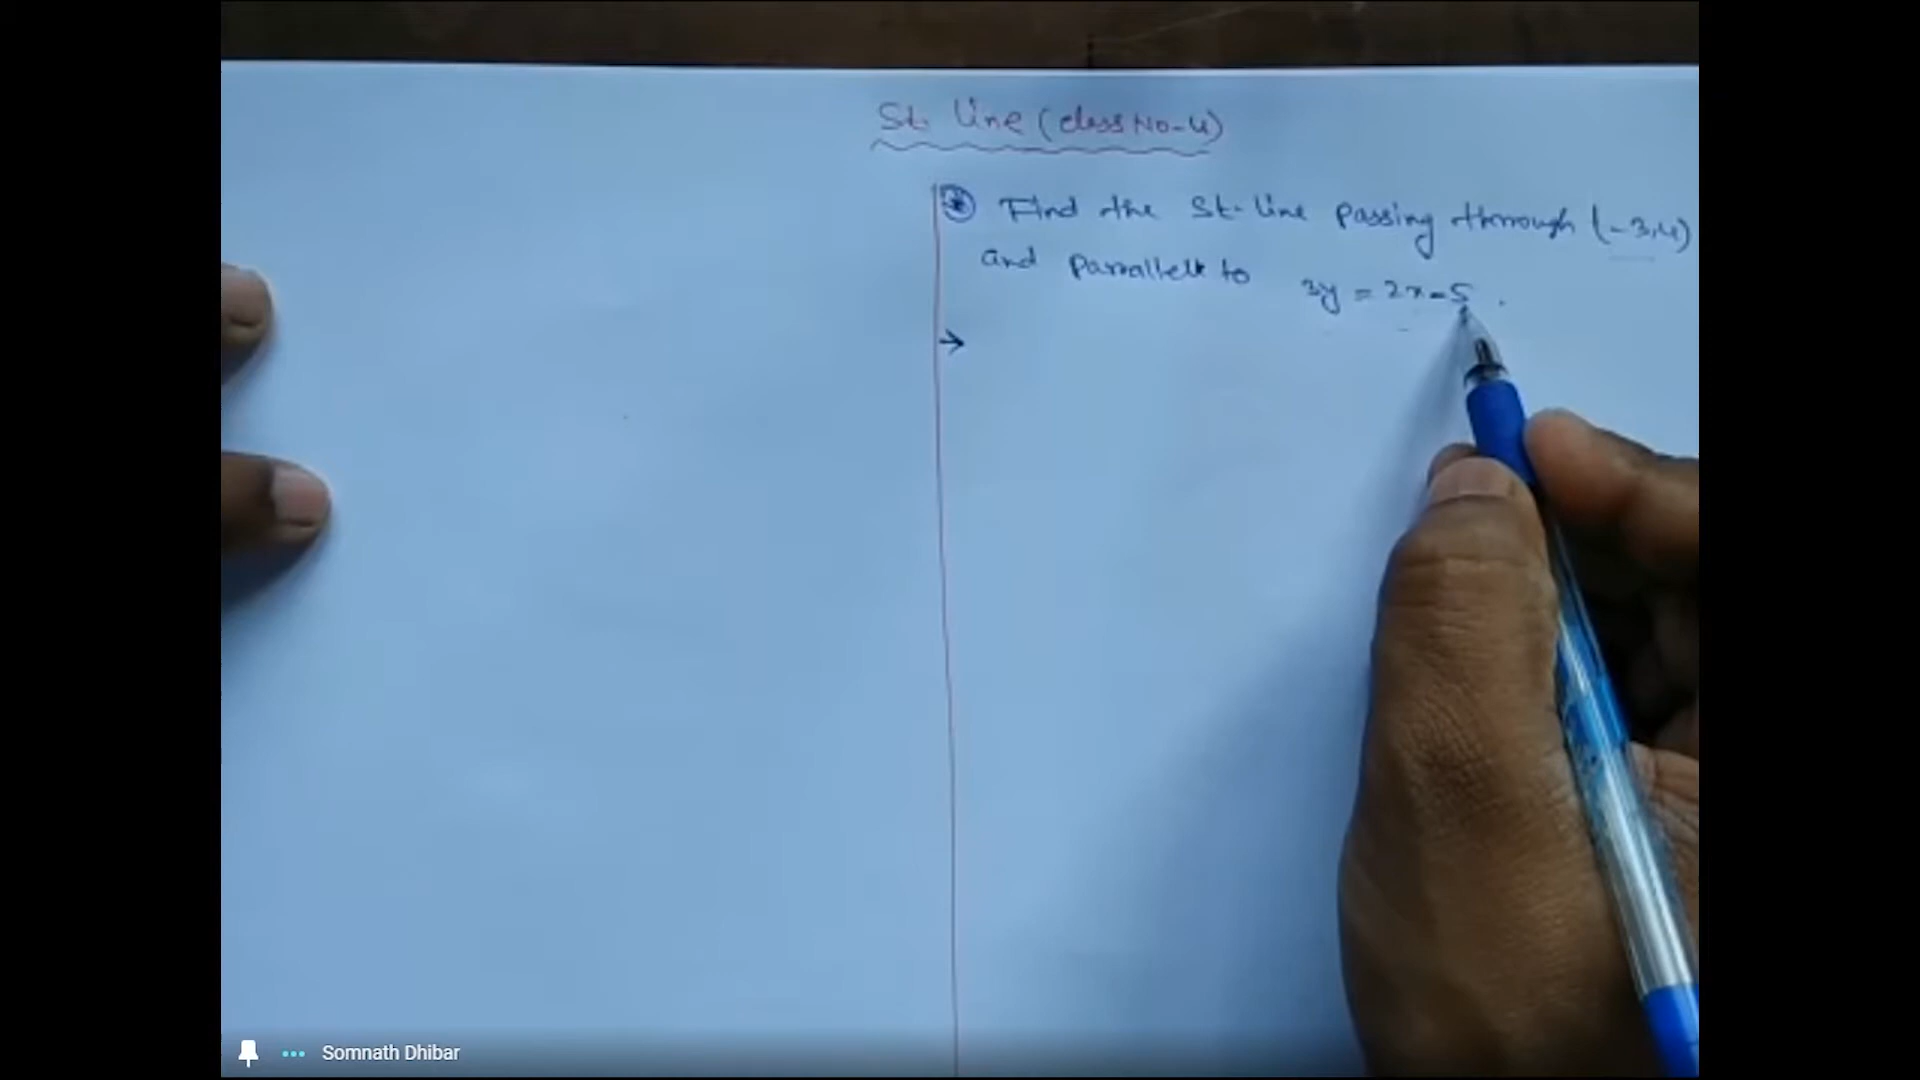 St. line (class No-4)
* Find the St. line passing through (-3,4)
and parallelt to 3y = 2x-5 .
→
Somnath Dhibar